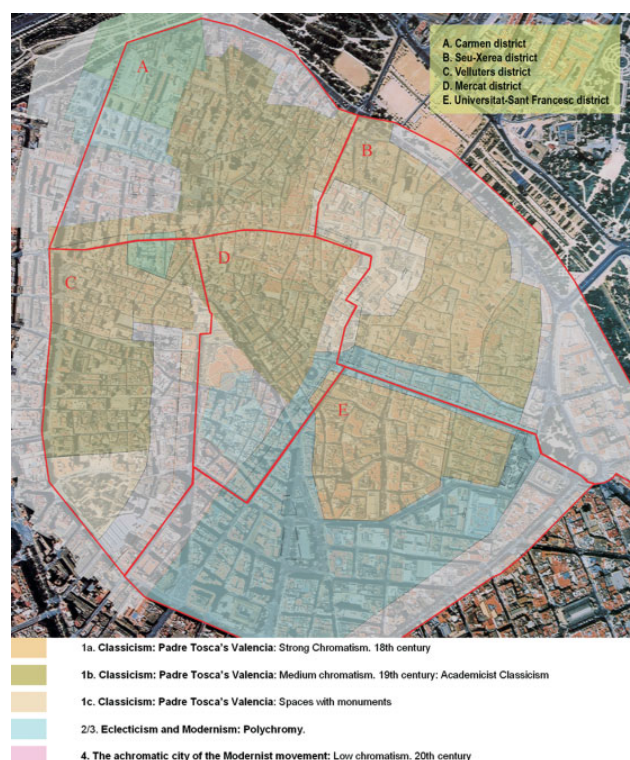 A. Carmen district
B. Seu-Xerea district
C. Velluters district
D. Mercat district
E. Universitat-Sant Francesc district
A
B
C
D
E
1a. Classicism: Padre Tosca's Valencia: Strong Chromatism. 18th century
1b. Classicism: Padre Tosca's Valencia: Medium chromatism. 19th century: Academicist Classicism
1c. Classicism: Padre Tosca's Valencia: Spaces with monuments
2/3. Eclecticism and Modernism: Polychromy.
4. The achromatic city of the Modernist movement: Low chromatism. 20th century